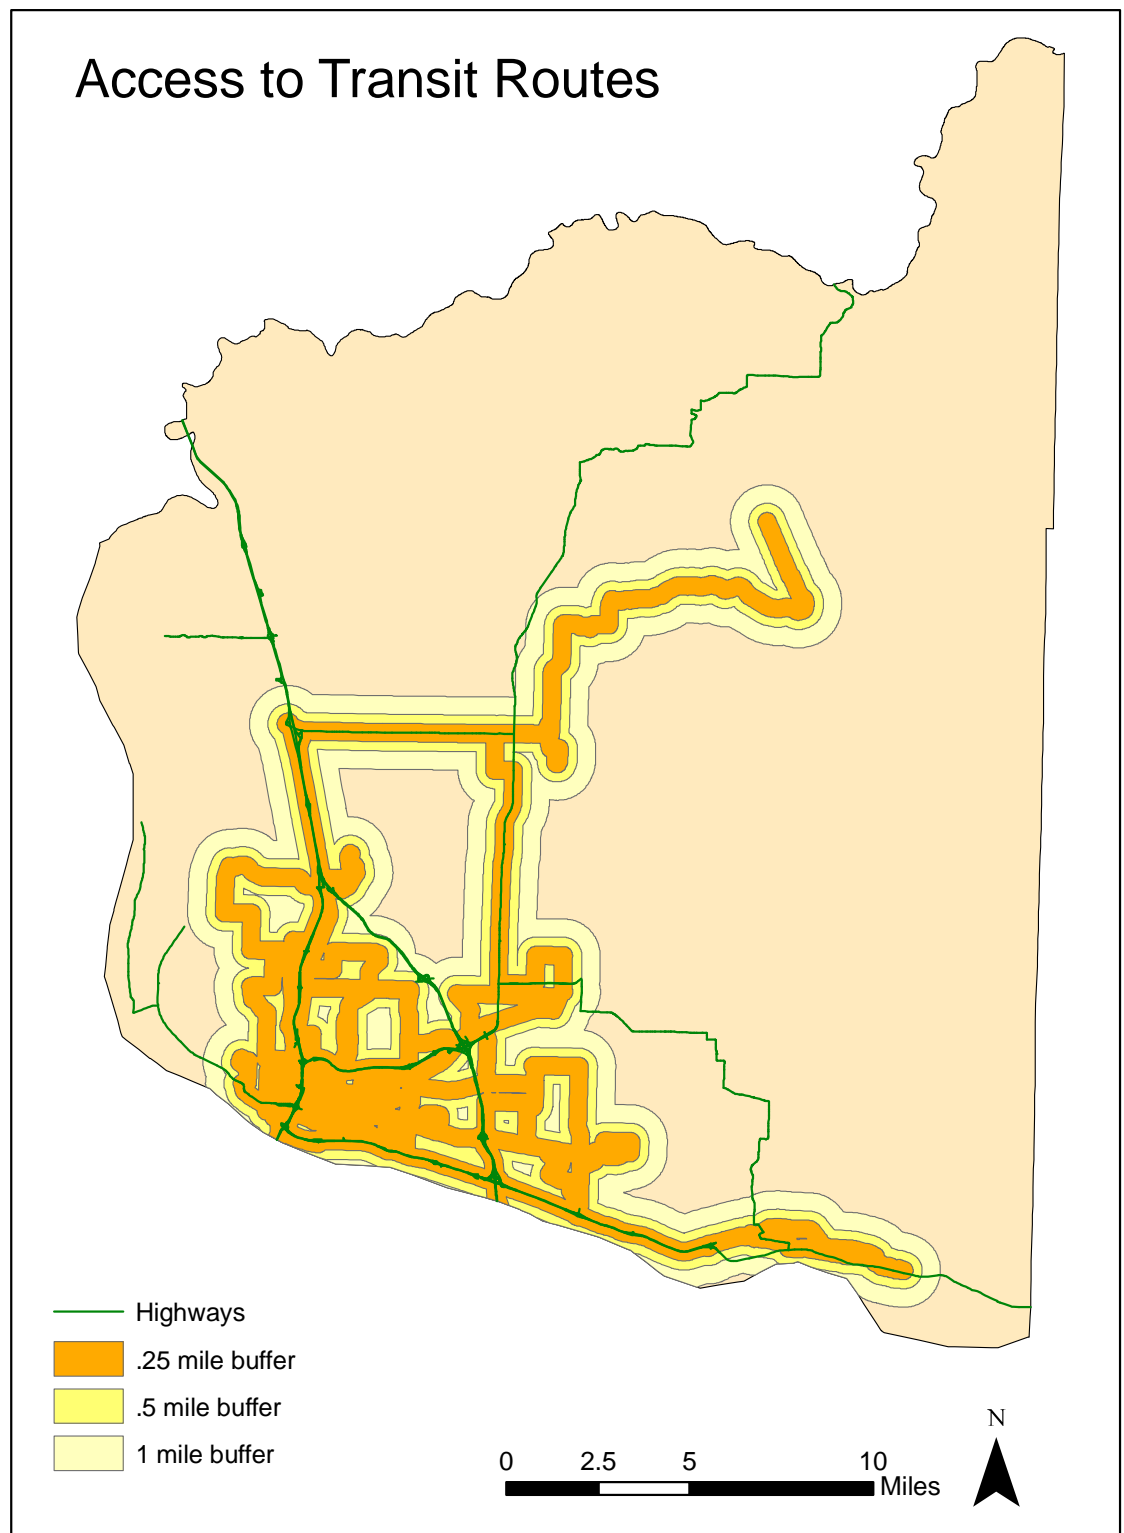 Access to Transit Routes
Highways
.25 mile buffer
.5 mile buffer
1 mile buffer
0 2.5 5 10
Miles
N